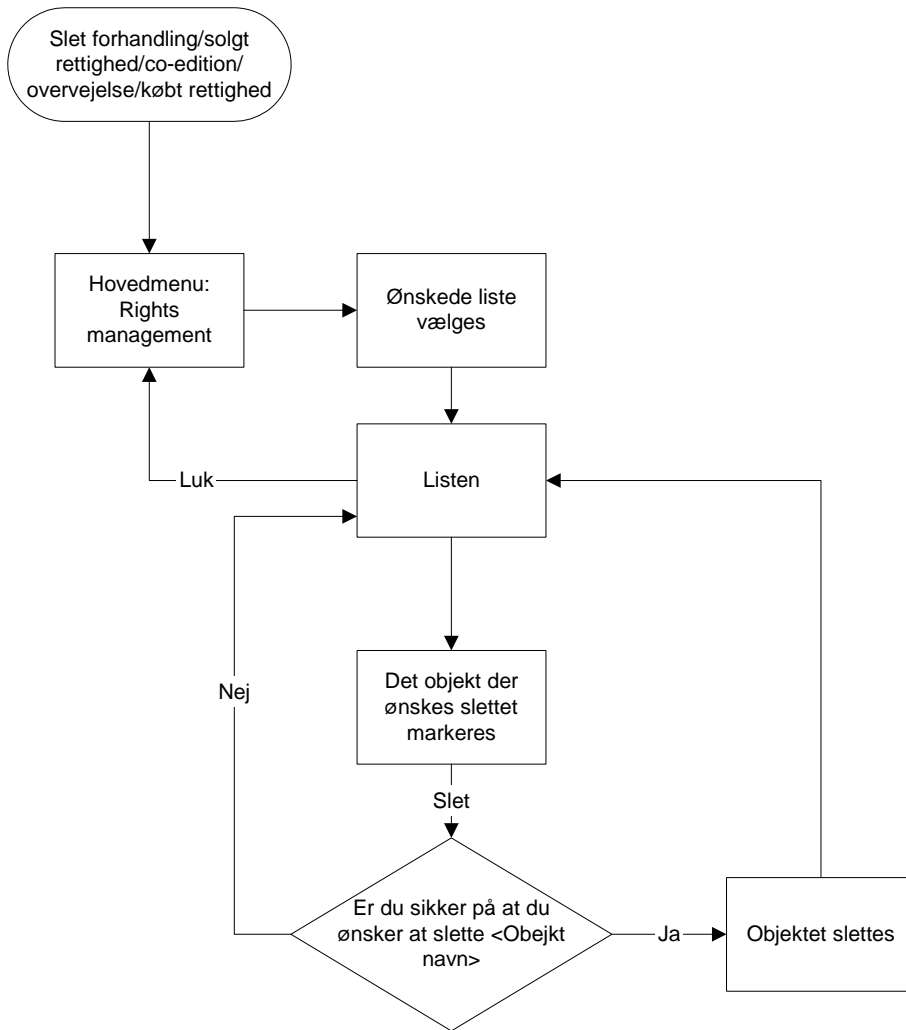 Slet forhandling/solgt
rettighed/co-edition/
overvejelse/købt rettighed
Hovedmenu:
Rights
management
Ønskede liste
vælges
Listen
Luk
Det objekt der
ønskes slettet
markeres
Nej
Slet
Er du sikker på at du
ønsker at slette <Obejkt
navn>
Ja
Objektet slettes